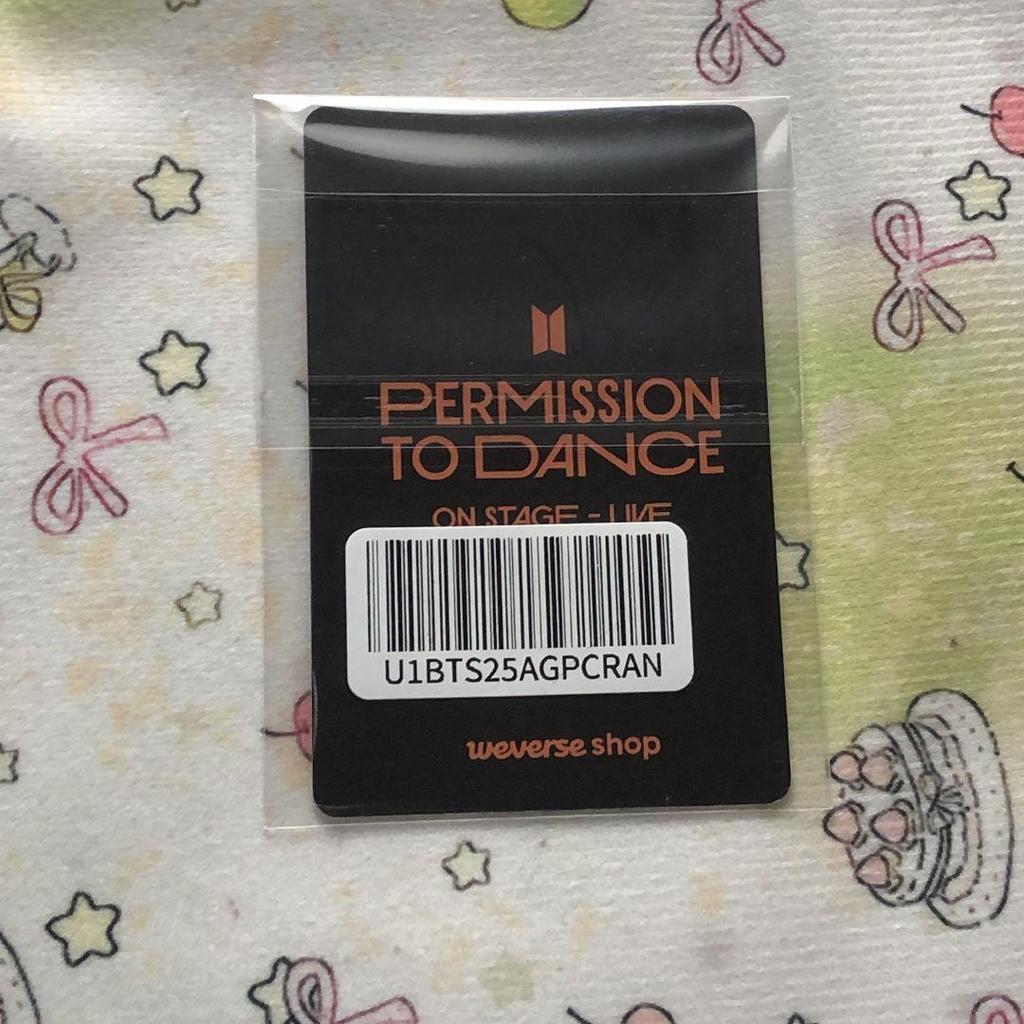 PERMISSION
TO DANCE
ON STAGE - LIVE
U1BTS25AGPCRAN
weverse shop